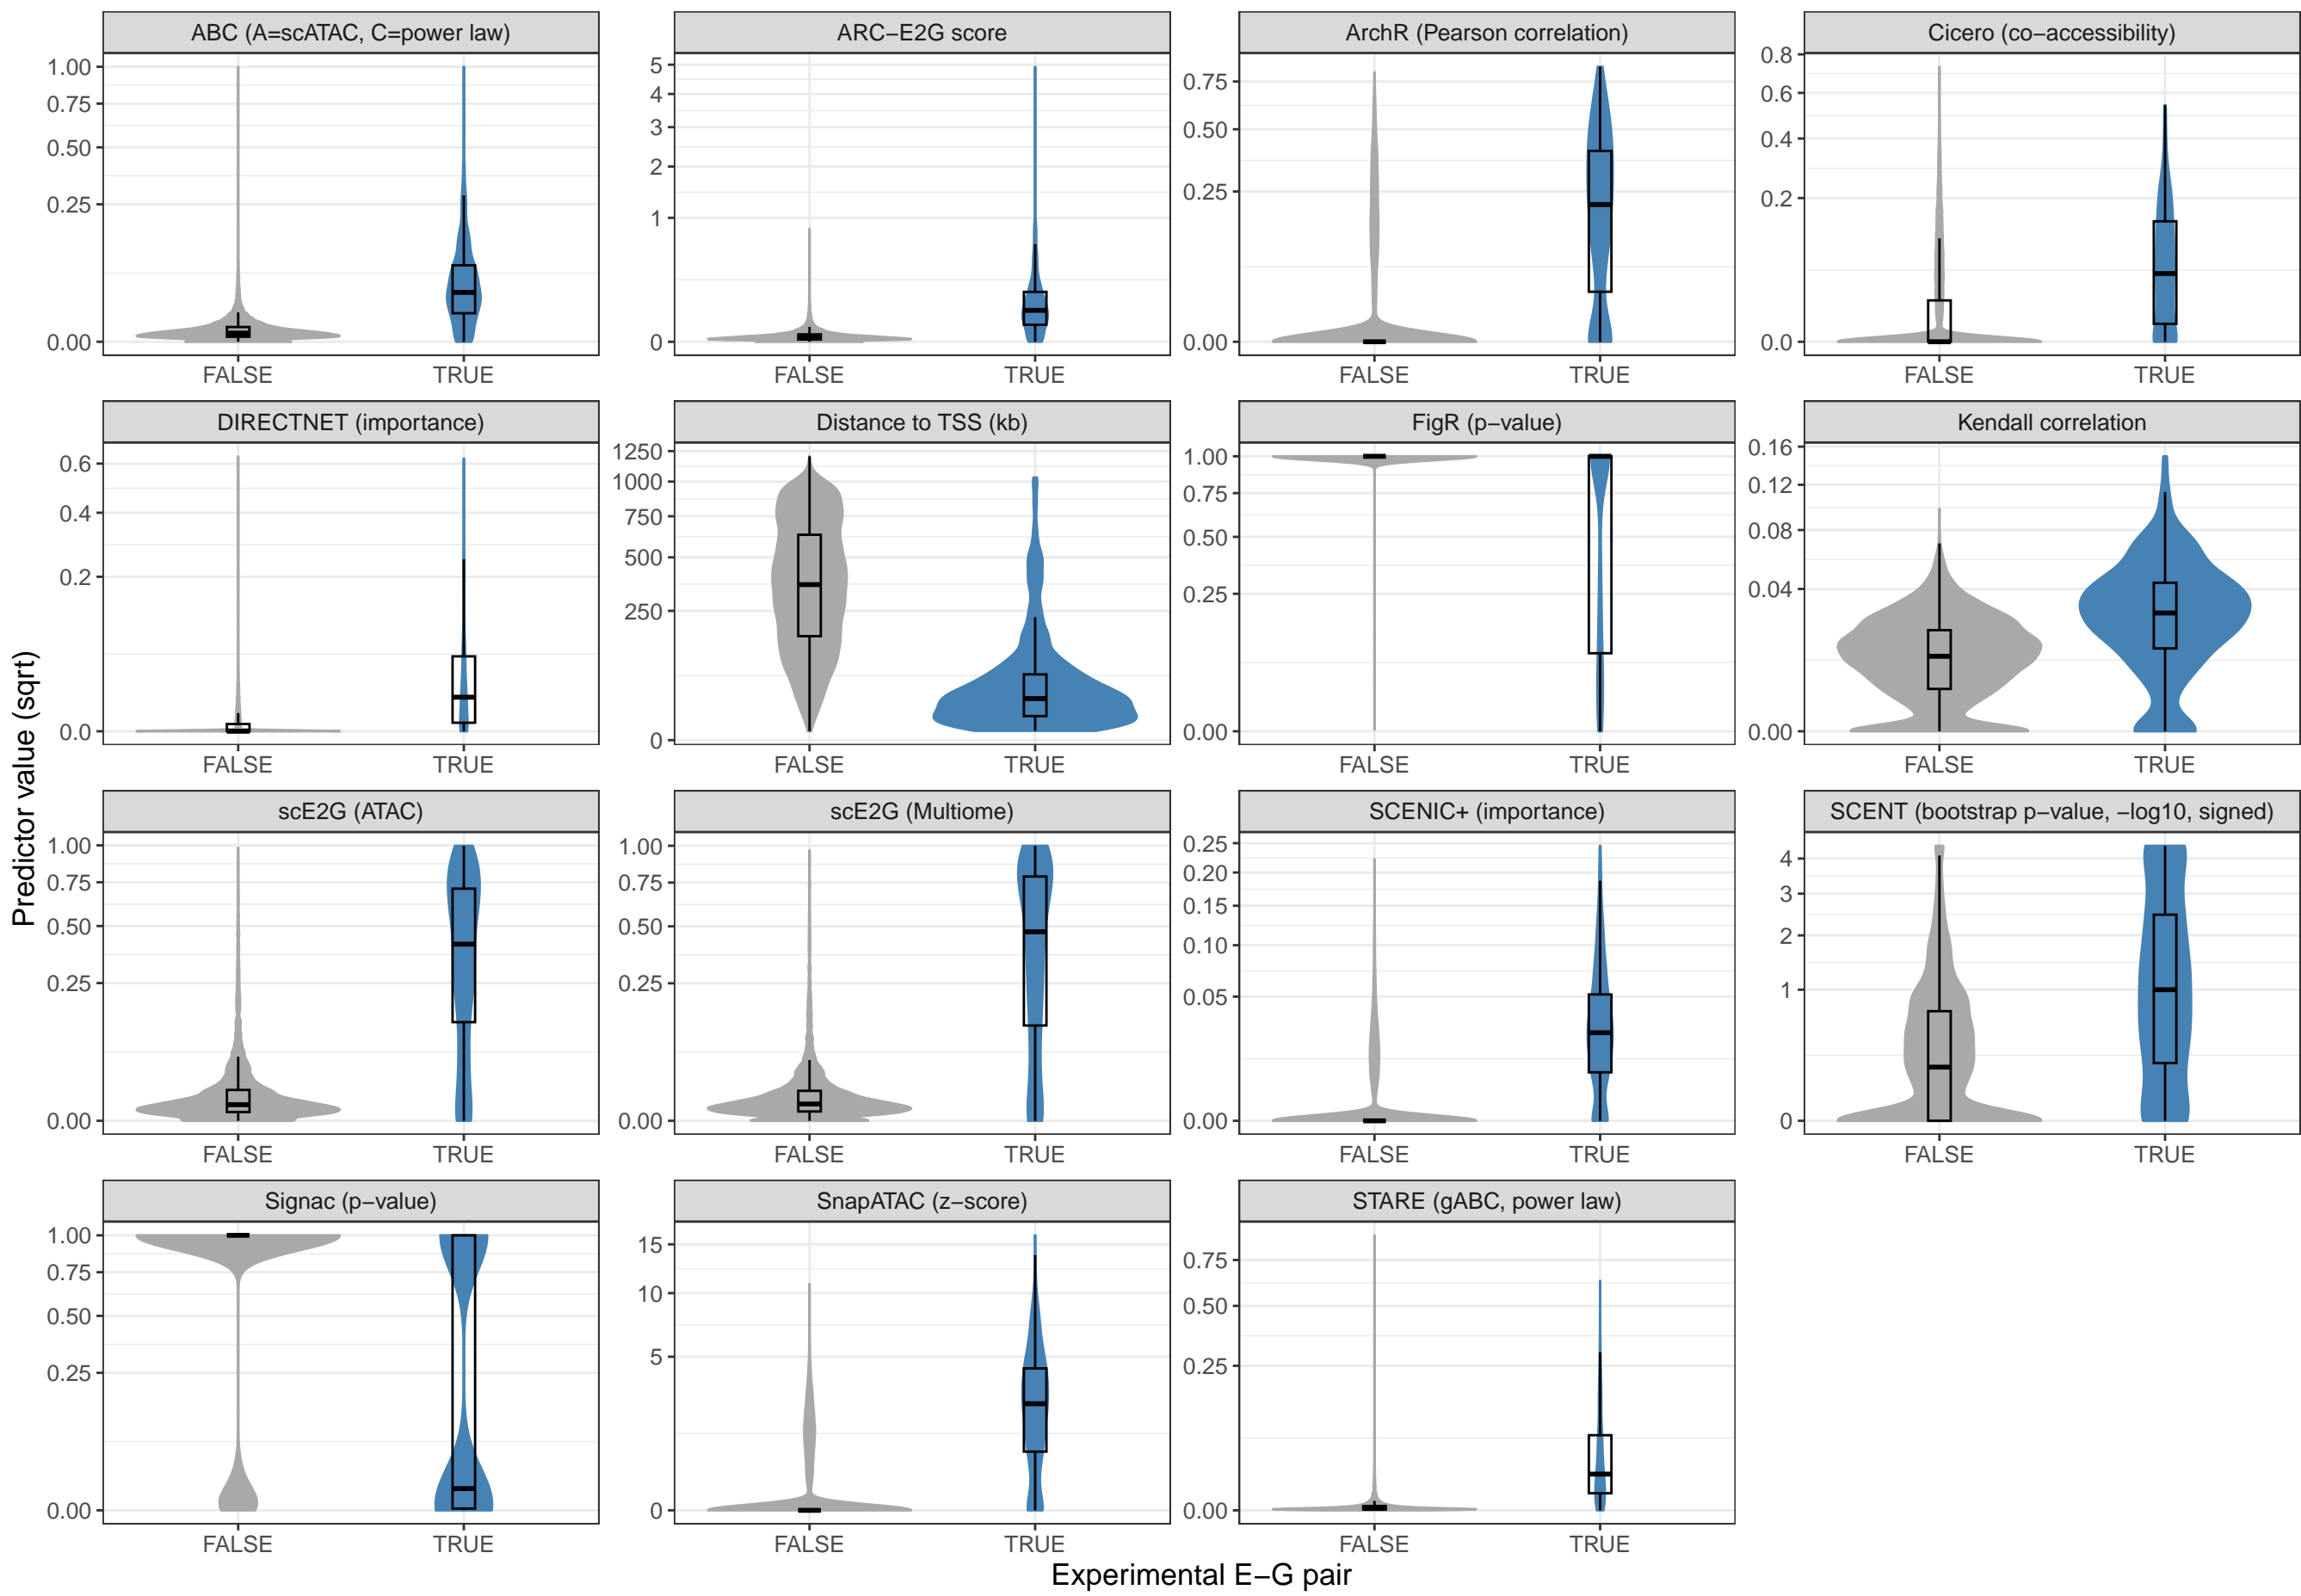 ABC (A=scATAC, C=power law)
ARC−E2G score
ArchR (Pearson correlation)
Cicero (co−accessibility)
1.00
0.75
0.50
0.25
0.00
5
4
3
2
1
0
0.75
0.50
0.25
0.00
0.8
0.6
0.4
0.2
0.0
FALSE TRUE
FALSE TRUE
FALSE TRUE
FALSE TRUE
DIRECTNET (importance)
Distance to TSS (kb)
FigR (p−value)
Kendall correlation
0.6
0.4
0.2
0.0
1250
1000
750
500
250
0
1.00
0.75
0.50
0.25
0.00
0.16
0.12
0.08
0.04
0.00
FALSE TRUE
FALSE TRUE
FALSE TRUE
FALSE TRUE
Predictor value (sqrt)
scE2G (ATAC)
scE2G (Multiome)
SCENIC+ (importance)
SCENT (bootstrap p−value, −log10, signed)
1.00
0.75
0.50
0.25
0.00
1.00
0.75
0.50
0.25
0.00
0.25
0.20
0.15
0.10
0.05
0.00
4
3
2
1
0
FALSE TRUE
FALSE TRUE
FALSE TRUE
FALSE TRUE
Signac (p−value)
SnapATAC (z−score)
STARE (gABC, power law)
1.00
0.75
0.50
0.25
0.00
15
10
5
0
0.75
0.50
0.25
0.00
FALSE TRUE
FALSE TRUE
FALSE TRUE
Experimental E−G pair